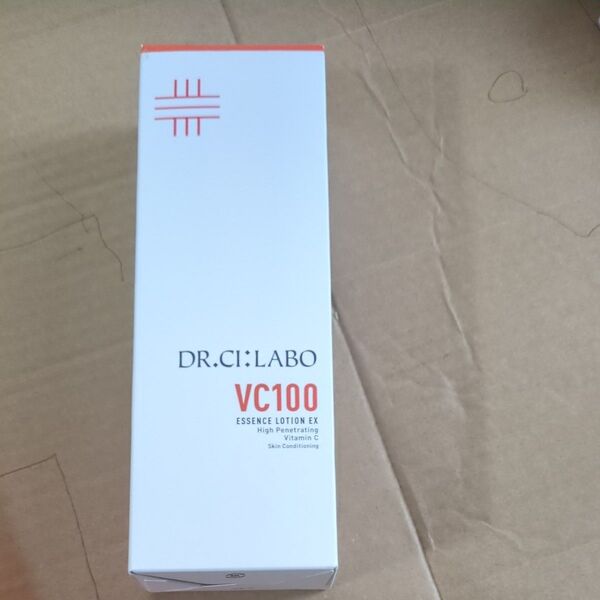 DR.CI:LABO
VC100
ESSENCE LOTION EX
High Penetrating
Vitamin C
Skin Conditioning